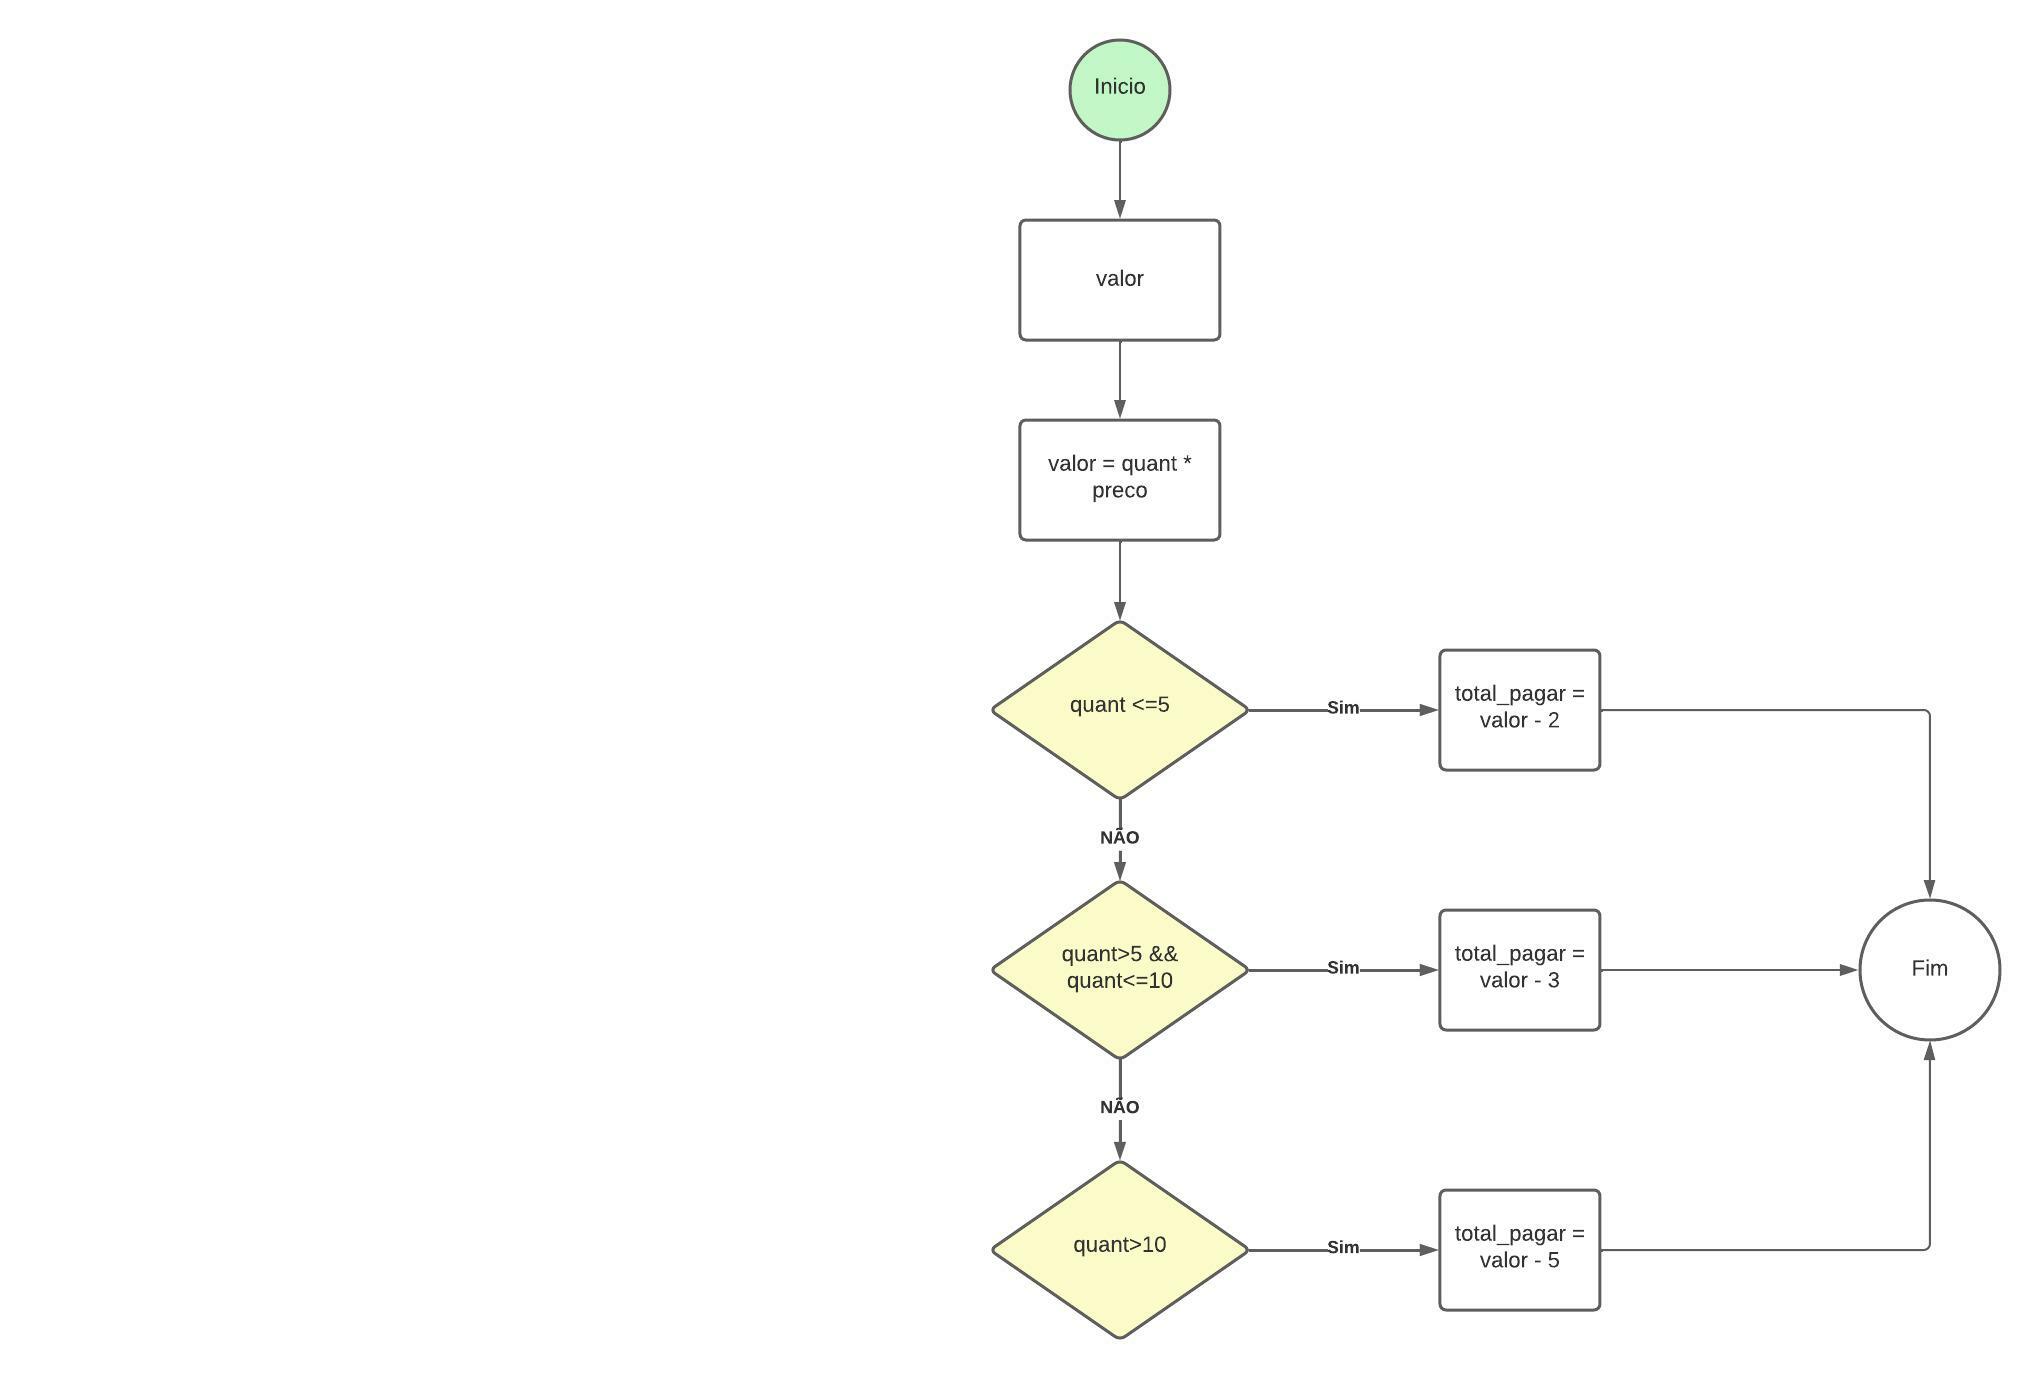 Inicio
valor
valor = quant *
preco
quant <=5
Sim
total_pagar =
valor - 2
NÃO
quant>5 &&
quant<=10
Sim
total_pagar =
valor - 3
Fim
NÃO
quant>10
Sim
total_pagar =
valor - 5